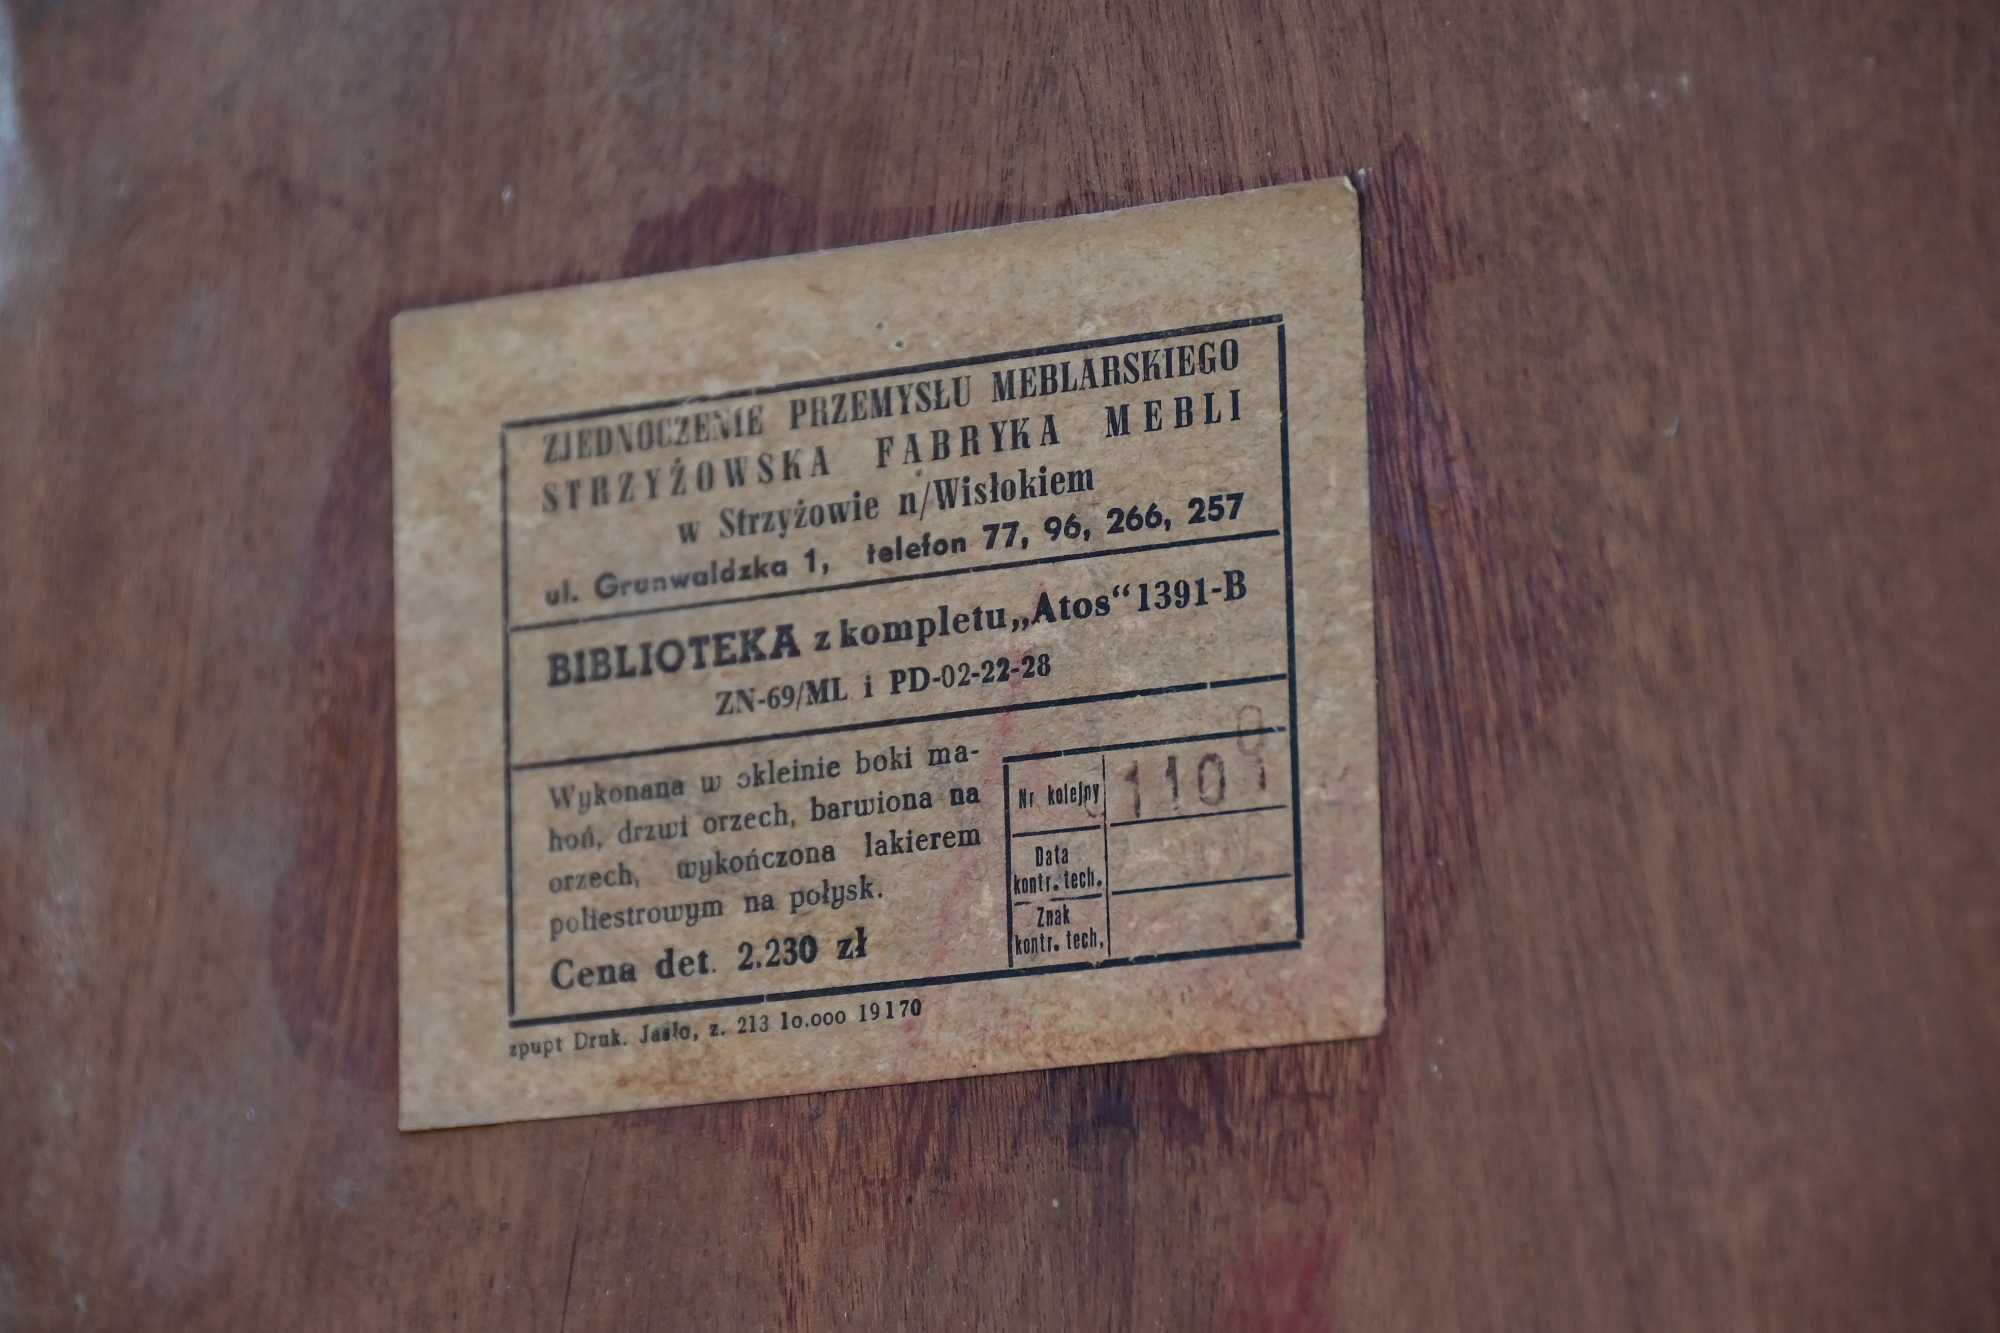 ZJEDNOCZENIE PRZEMYSŁU MEBLARSKIEGO
STRZYŻOWSKA FABRYKA MEBLI
w Strzyżowie n/Wisłokiem
ul. Grunwaldzka 1, telefon 77, 96, 266, 257
BIBLIOTEKA z kompletu „Atos“ 1391-B
ZN-69/ML i PD-02-22-28
Wykonana w okleinie boki ma-
hoń, drzwi orzech, barwiona na
orzech, wykończona lakierem
poliestrowym na połysk.
Cena det. 2.230 zł
Nr kolejny 110
Data
kontr. tech.
Znak
kontr. tech.
zpupt Druk. Jasło, z. 213 10.000 19170